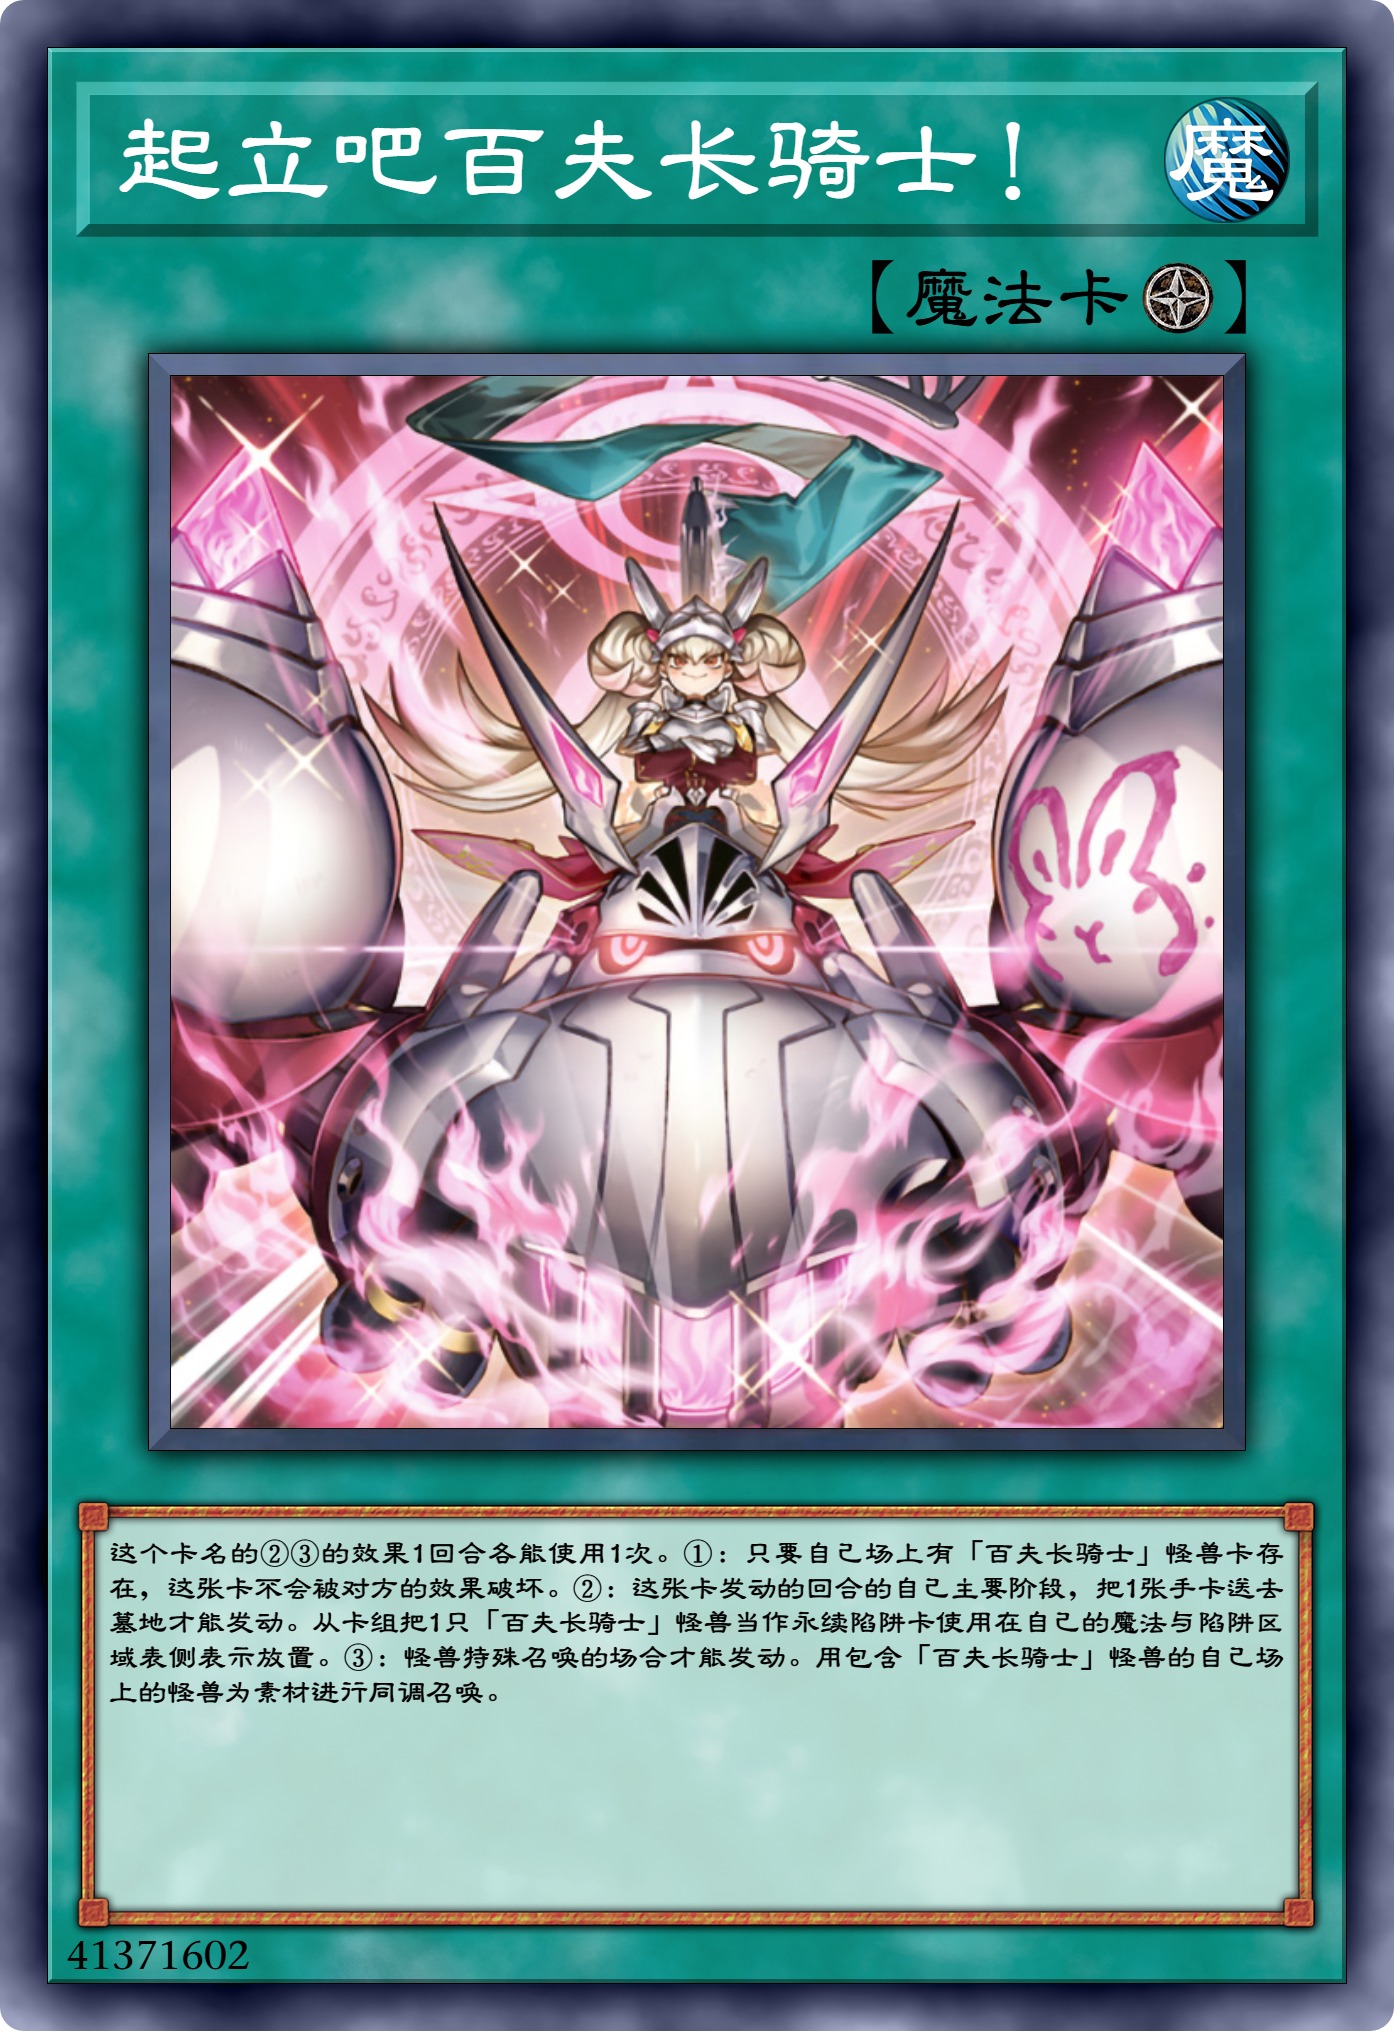 起立吧百夫长骑士！
魔
【魔法卡】
这个卡名的②③的效果1回合各能使用1次。①：只要自己场上有「百夫长骑士」怪兽卡存
在，这张卡不会被对方的效果破坏。②：这张卡发动的回合的自己主要阶段，把1张手卡送去
墓地才能发动。从卡组把1只「百夫长骑士」怪兽当作永续陷阱卡使用在自己的魔法与陷阱区
域表侧表示放置。③：怪兽特殊召唤的场合才能发动。用包含「百夫长骑士」怪兽的自己场
上的怪兽为素材进行同调召唤。
41371602